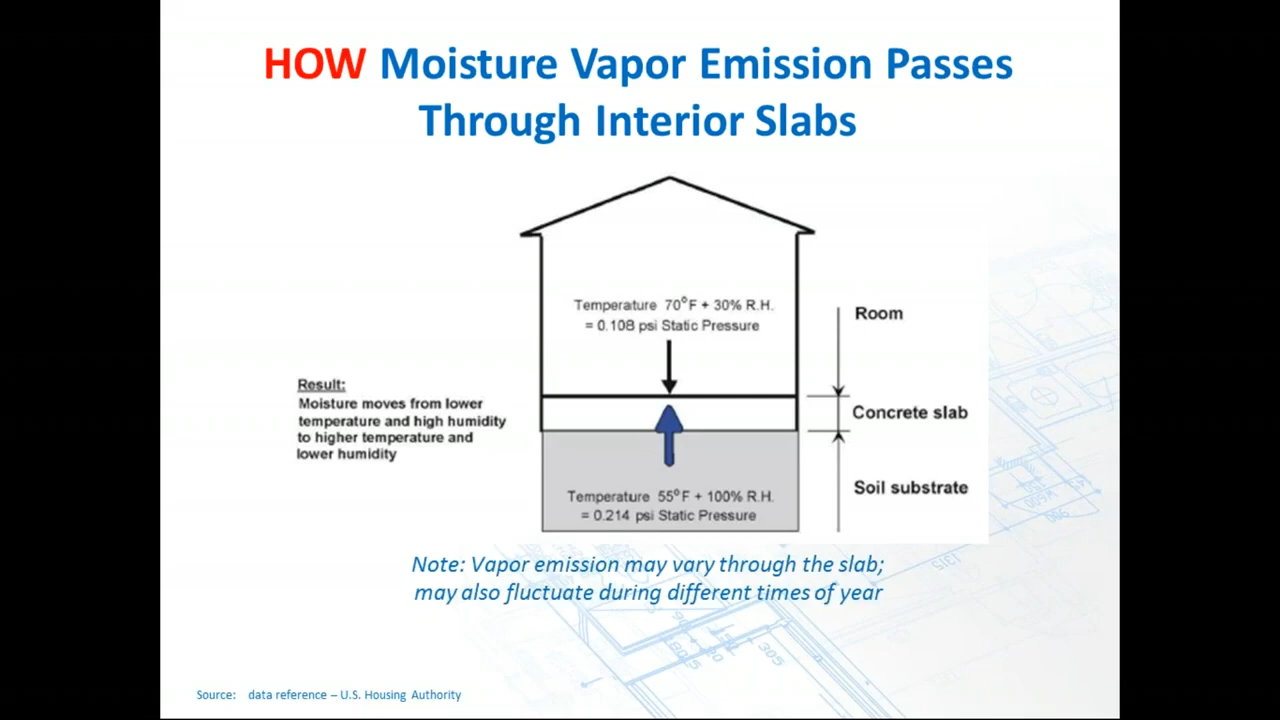 HOW Moisture Vapor Emission Passes
Through Interior Slabs
Temperature 70°F + 30% R.H.
= 0.108 psi Static Pressure
Room
Result:
Moisture moves from lower
temperature and high humidity
to higher temperature and
lower humidity
Concrete slab
Soil substrate
Temperature 55°F + 100% R.H.
= 0.214 psi Static Pressure
Note: Vapor emission may vary through the slab;
may also fluctuate during different times of year
1315
305
Source: data reference – U.S. Housing Authority